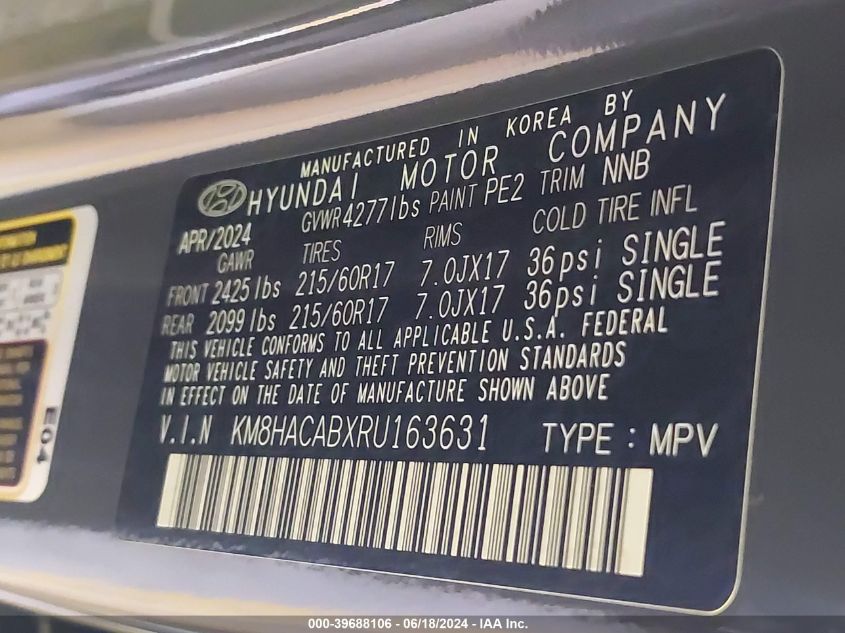 MANUFACTURED IN KOREA BY
HYUNDAI MOTOR COMPANY
APR/2024 GVWR 4277lbs PAINT PE2 TRIM NNB
GAWR TIRES RIMS COLD TIRE INFL
FRONT 2425lbs 215/60R17 7.0JX17 36psi SINGLE
REAR 2099lbs 215/60R17 7.0JX17 36psi SINGLE
THIS VEHICLE CONFORMS TO ALL APPLICABLE U.S.A. FEDERAL
MOTOR VEHICLE SAFETY AND THEFT PREVENTION STANDARDS
IN EFFECT ON THE DATE OF MANUFACTURE SHOWN ABOVE
V.I.N KM8HACABXRU163631 TYPE : MPV
E04
000-39688106 - 06/18/2024 - IAA Inc.